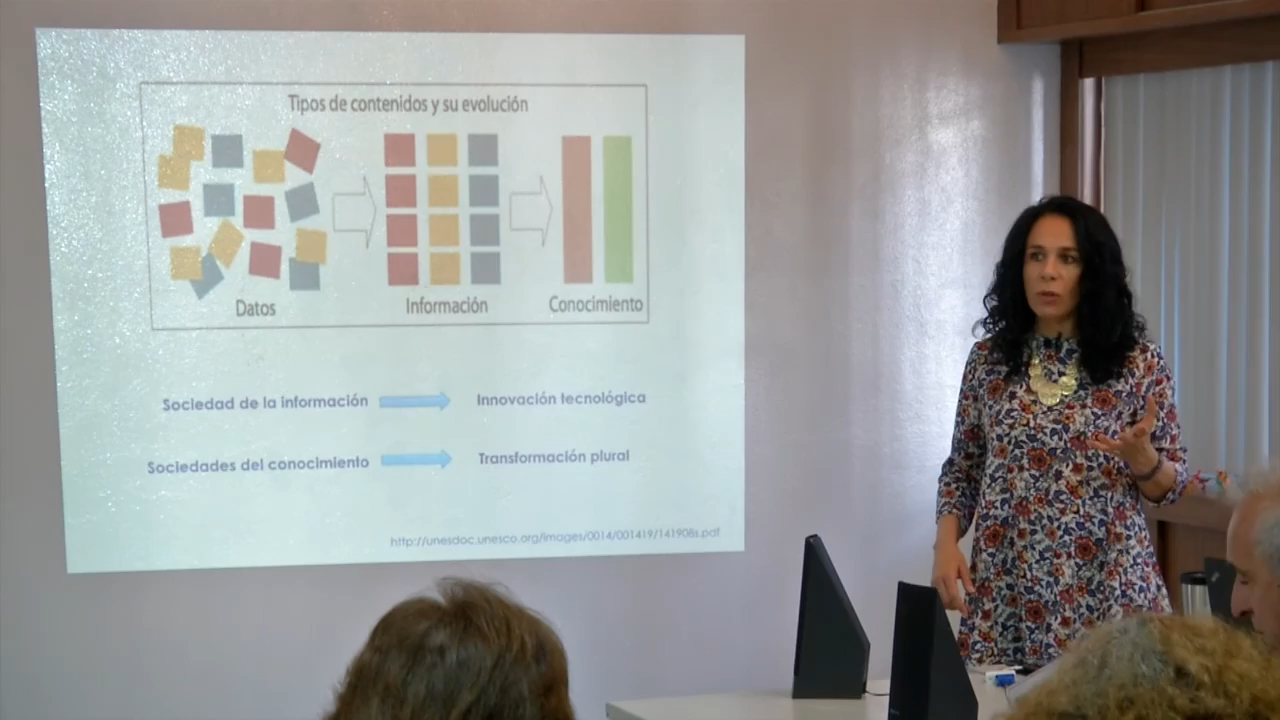 Tipos de contenidos y su evolución
Datos
Información
Conocimiento
Sociedad de la información
Innovación tecnológica
Sociedades del conocimiento
Transformación plural
http://unesdoc.unesco.org/images/0014/001419/141908s.pdf